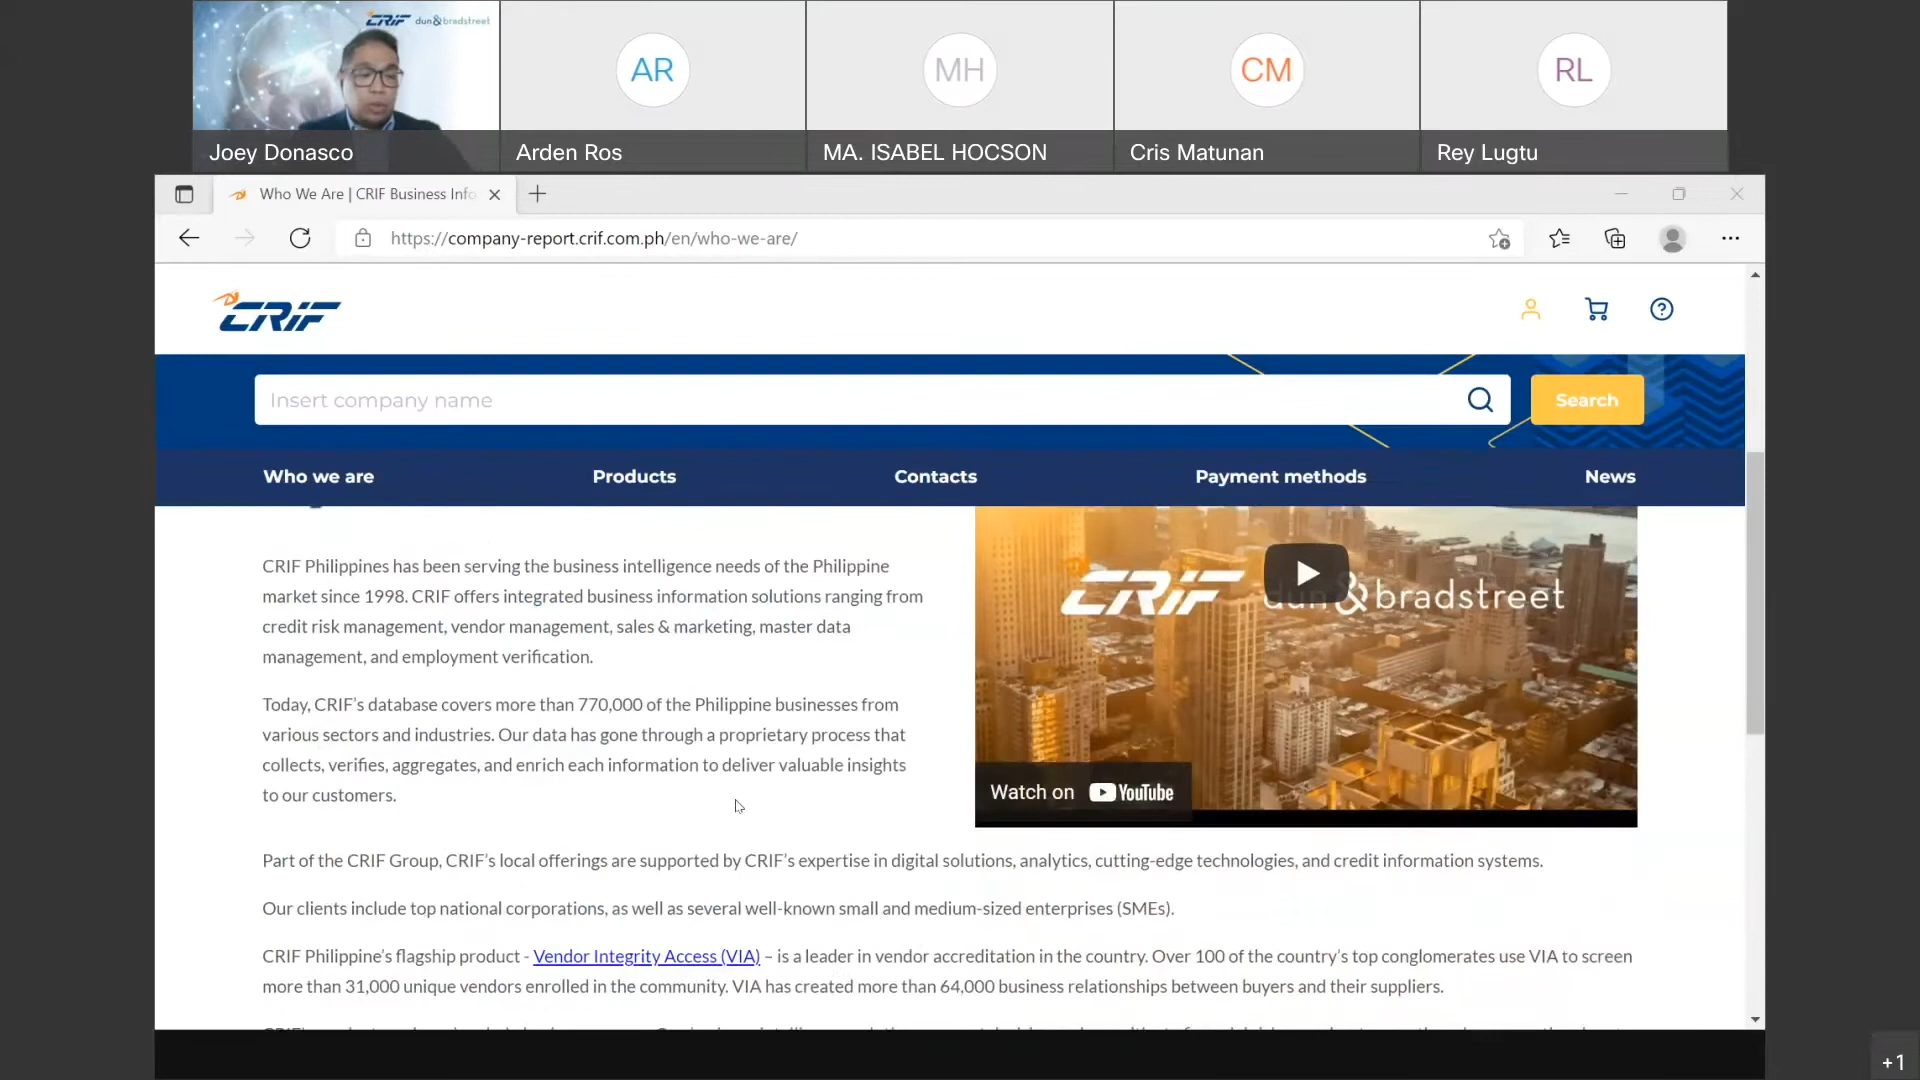 CRIF dun&bradstreet
AR
MH
CM
RL
Joey Donasco
Arden Ros
MA. ISABEL HOCSON
Cris Matunan
Rey Lugtu
Who We Are | CRIF Business Info
https://company-report.crif.com.ph/en/who-we-are/
CRIF
Insert company name
Search
Who we are
Products
Contacts
Payment methods
News
CRIF Philippines has been serving the business intelligence needs of the Philippine
market since 1998. CRIF offers integrated business information solutions ranging from
credit risk management, vendor management, sales & marketing, master data
management, and employment verification.
Today, CRIF's database covers more than 770,000 of the Philippine businesses from
various sectors and industries. Our data has gone through a proprietary process that
collects, verifies, aggregates, and enrich each information to deliver valuable insights
to our customers.
CRIF dun&bradstreet
Watch on YouTube
Part of the CRIF Group, CRIF's local offerings are supported by CRIF's expertise in digital solutions, analytics, cutting-edge technologies, and credit information systems.
Our clients include top national corporations, as well as several well-known small and medium-sized enterprises (SMEs).
CRIF Philippine's flagship product - Vendor Integrity Access (VIA) – is a leader in vendor accreditation in the country. Over 100 of the country's top conglomerates use VIA to screen
more than 31,000 unique vendors enrolled in the community. VIA has created more than 64,000 business relationships between buyers and their suppliers.
+1